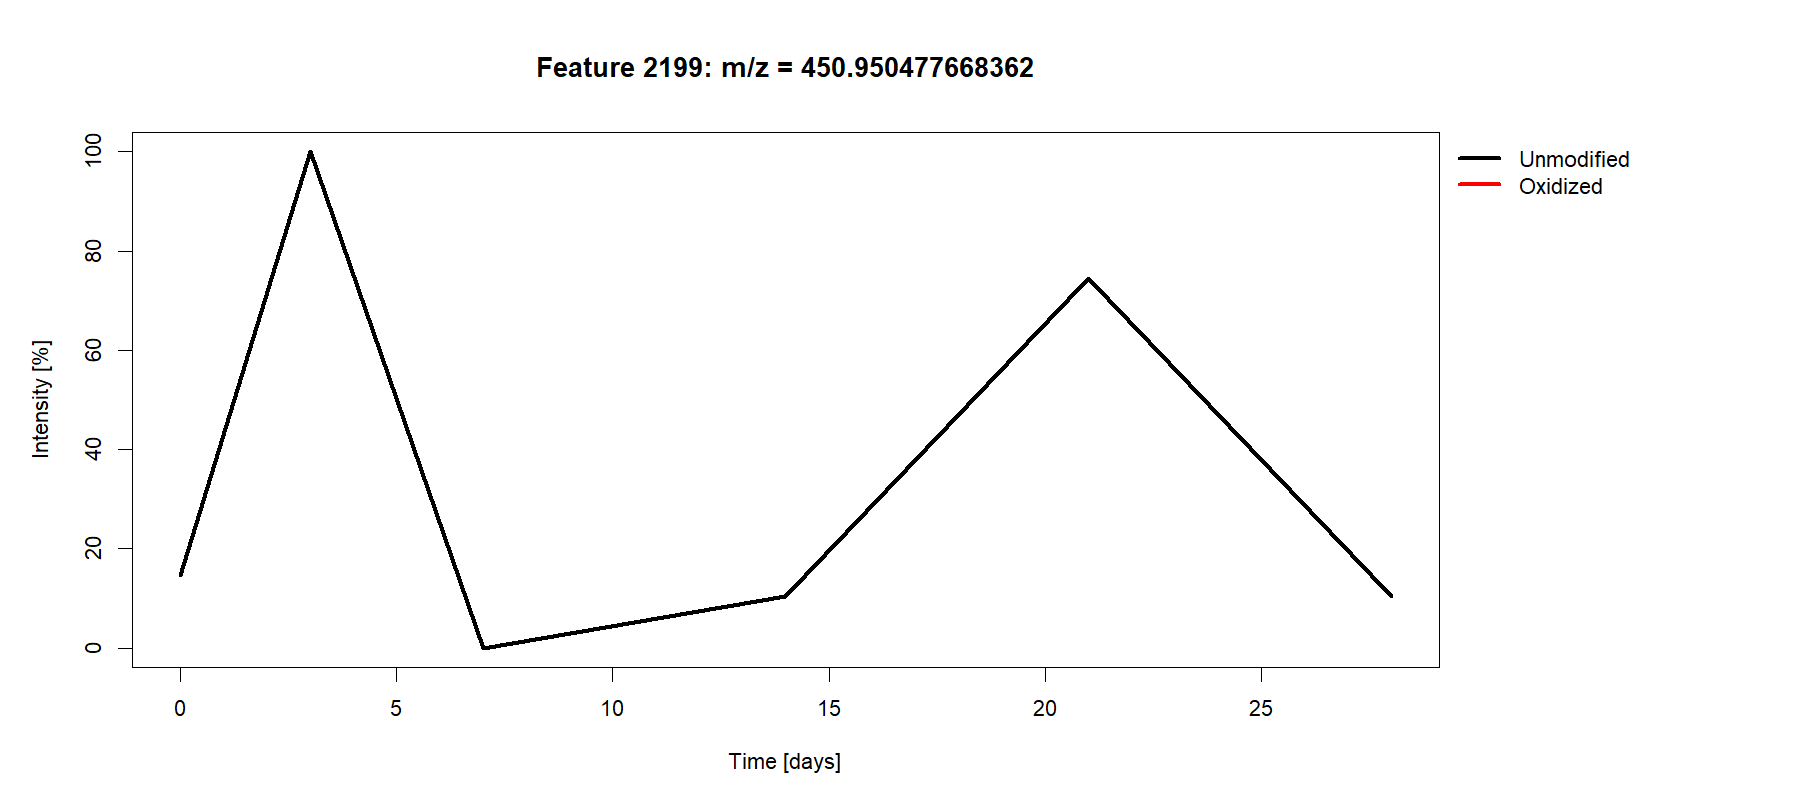 Feature 2199: m/z = 450.950477668362
Unmodified
Oxidized
Intensity [%]
100
80
60
40
20
0
0 5 10 15 20 25
Time [days]